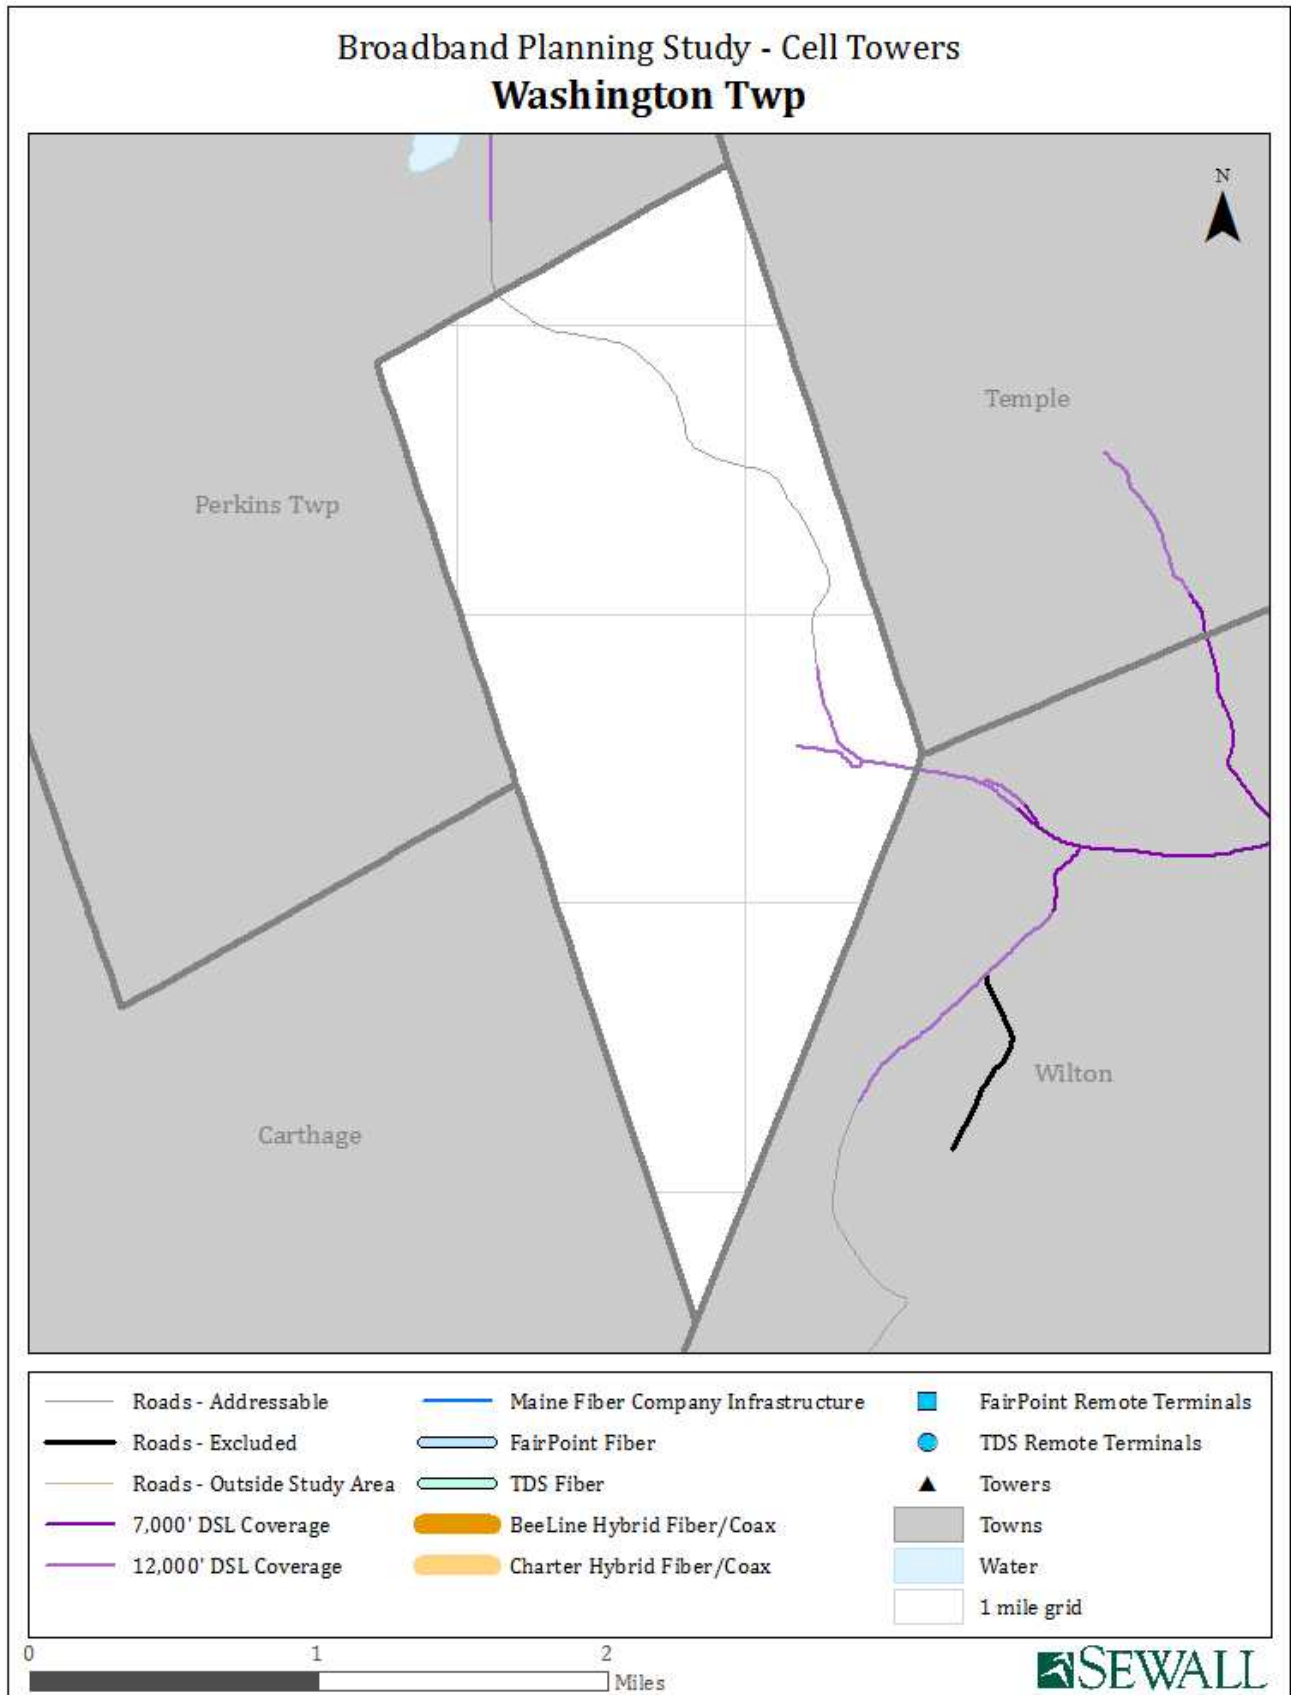 Broadband Planning Study - Cell Towers
Washington Twp
N
Temple
Perkins Twp
Wilton
Carthage
Roads - Addressable
Roads - Excluded
Roads - Outside Study Area
7,000' DSL Coverage
12,000' DSL Coverage
Maine Fiber Company Infrastructure
FairPoint Fiber
TDS Fiber
BeeLine Hybrid Fiber/Coax
Charter Hybrid Fiber/Coax
FairPoint Remote Terminals
TDS Remote Terminals
Towers
Towns
Water
1 mile grid
0 1 2
Miles
SEWALL